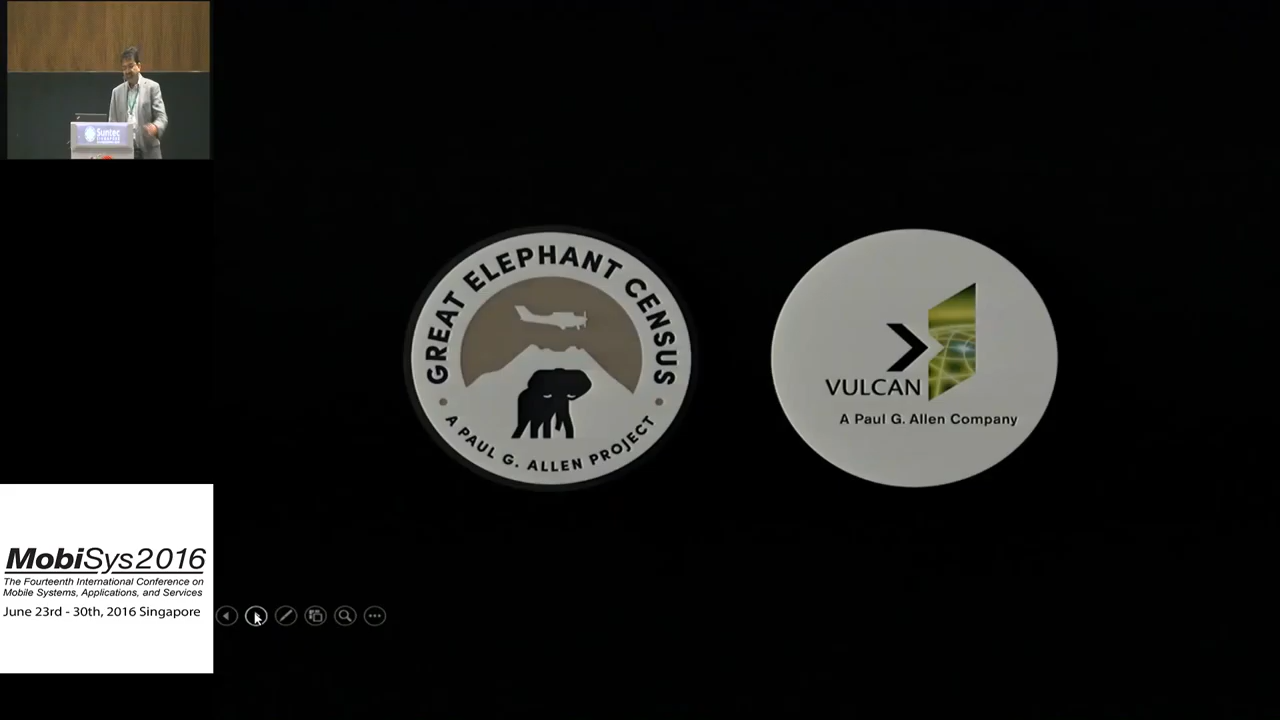 Suntec
GREAT ELEPHANT CENSUS
A PAUL G. ALLEN PROJECT
VULCAN
A Paul G. Allen Company
MobiSys2016
The Fourteenth International Conference on
Mobile Systems, Applications, and Services
June 23rd - 30th, 2016 Singapore